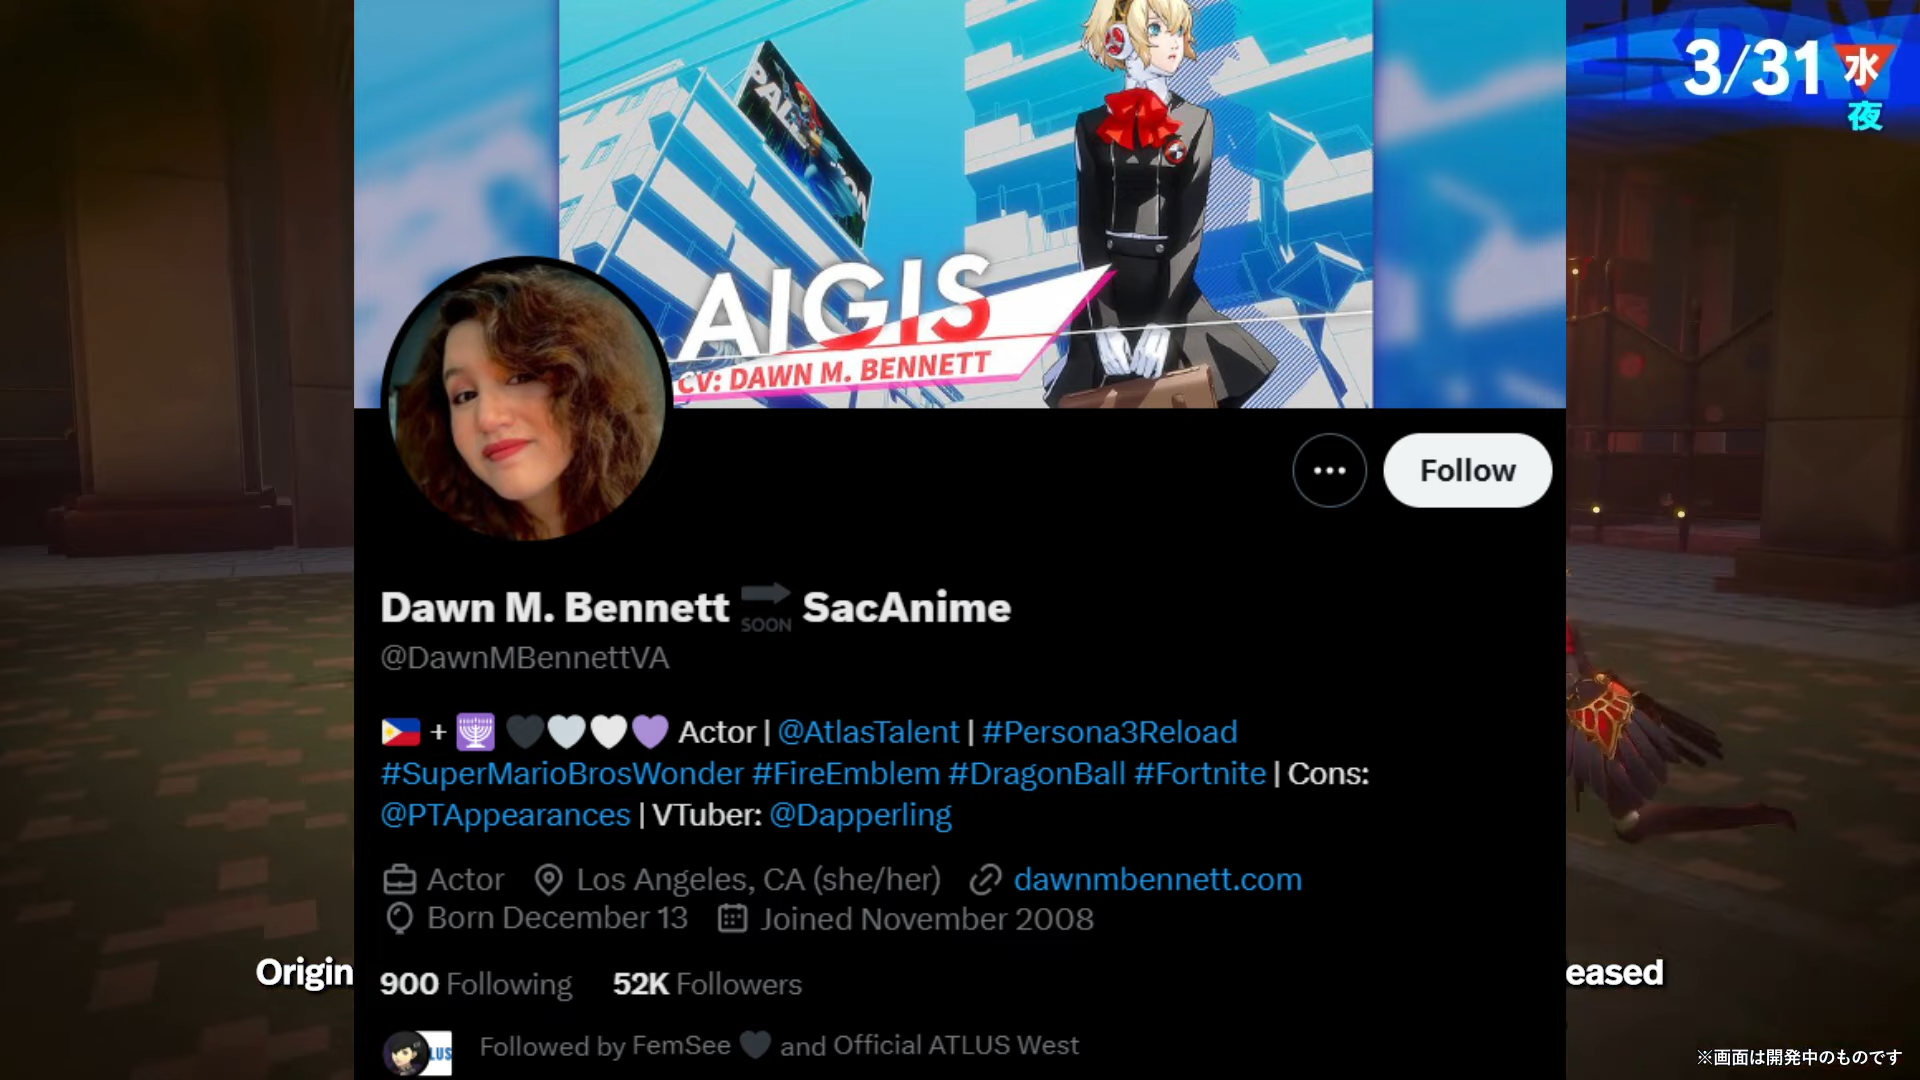 3/31 水
夜
AIGIS
CV: DAWN M. BENNETT
Follow
Dawn M. Bennett SOON SacAnime
@DawnMBennettVA
+ Actor | @AtlasTalent | #Persona3Reload
#SuperMarioBrosWonder #FireEmblem #DragonBall #Fortnite | Cons:
@PTAppearances | VTuber: @Dapperling
Actor Los Angeles, CA (she/her) dawnmbennett.com
Born December 13 Joined November 2008
Origin eased
900 Following 52K Followers
LUS Followed by FemSee and Official ATLUS West
※画面は開発中のものです